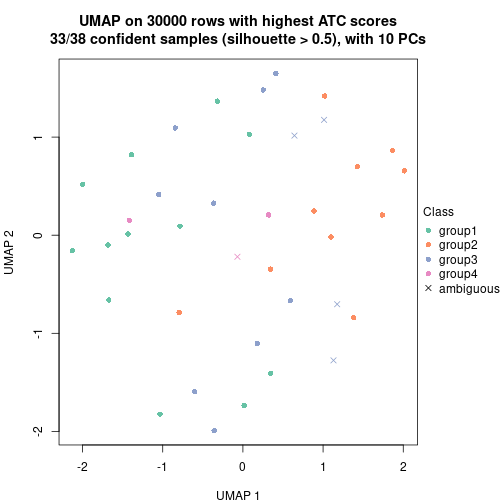 UMAP on 30000 rows with highest ATC scores
33/38 confident samples (silhouette > 0.5), with 10 PCs
UMAP 2
1
0
-1
-2
-2
-1
0
1
2
UMAP 1
Class
group1
group2
group3
group4
ambiguous